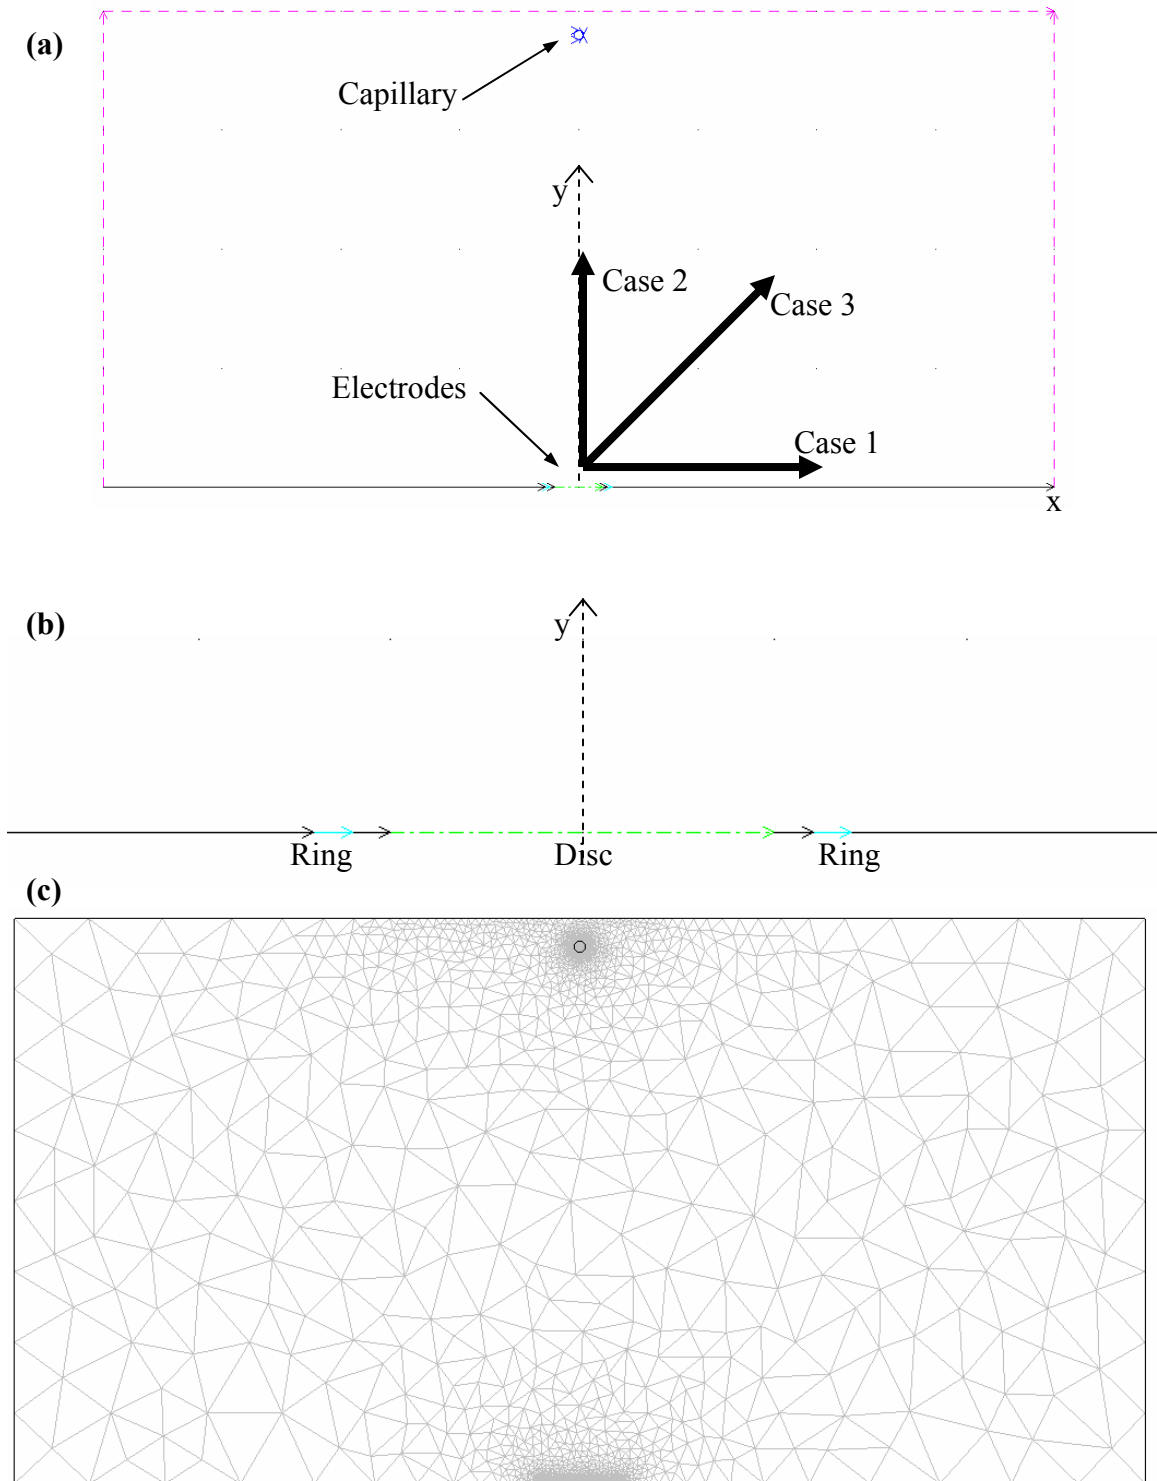 (a)
Capillary
y
Case 2
Case 3
Electrodes
Case 1
x
(b)
y
Ring
Disc
Ring
(c)